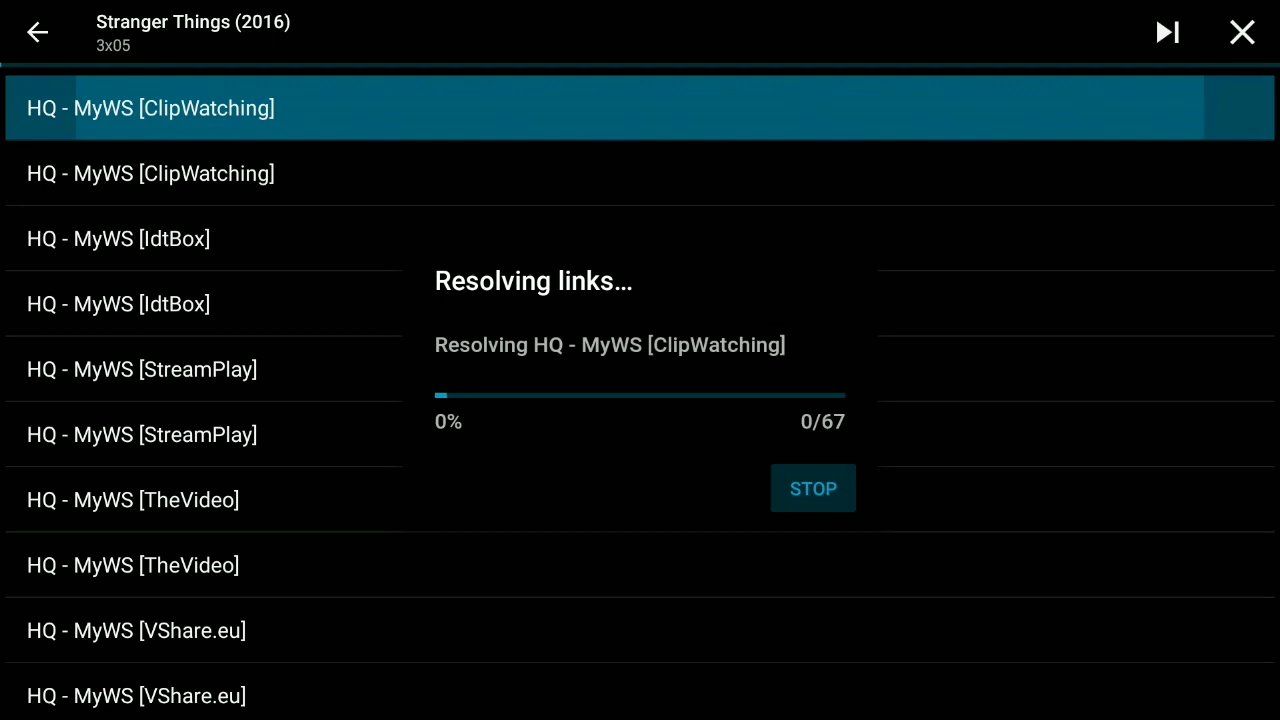 Stranger Things (2016)
3x05
HQ - MyWS [ClipWatching]
HQ - MyWS [ClipWatching]
HQ - MyWS [IdtBox]
HQ - MyWS [IdtBox]
HQ - MyWS [StreamPlay]
HQ - MyWS [StreamPlay]
HQ - MyWS [TheVideo]
HQ - MyWS [TheVideo]
HQ - MyWS [VShare.eu]
HQ - MyWS [VShare.eu]
Resolving links...
Resolving HQ - MyWS [ClipWatching]
0% 0/67
STOP